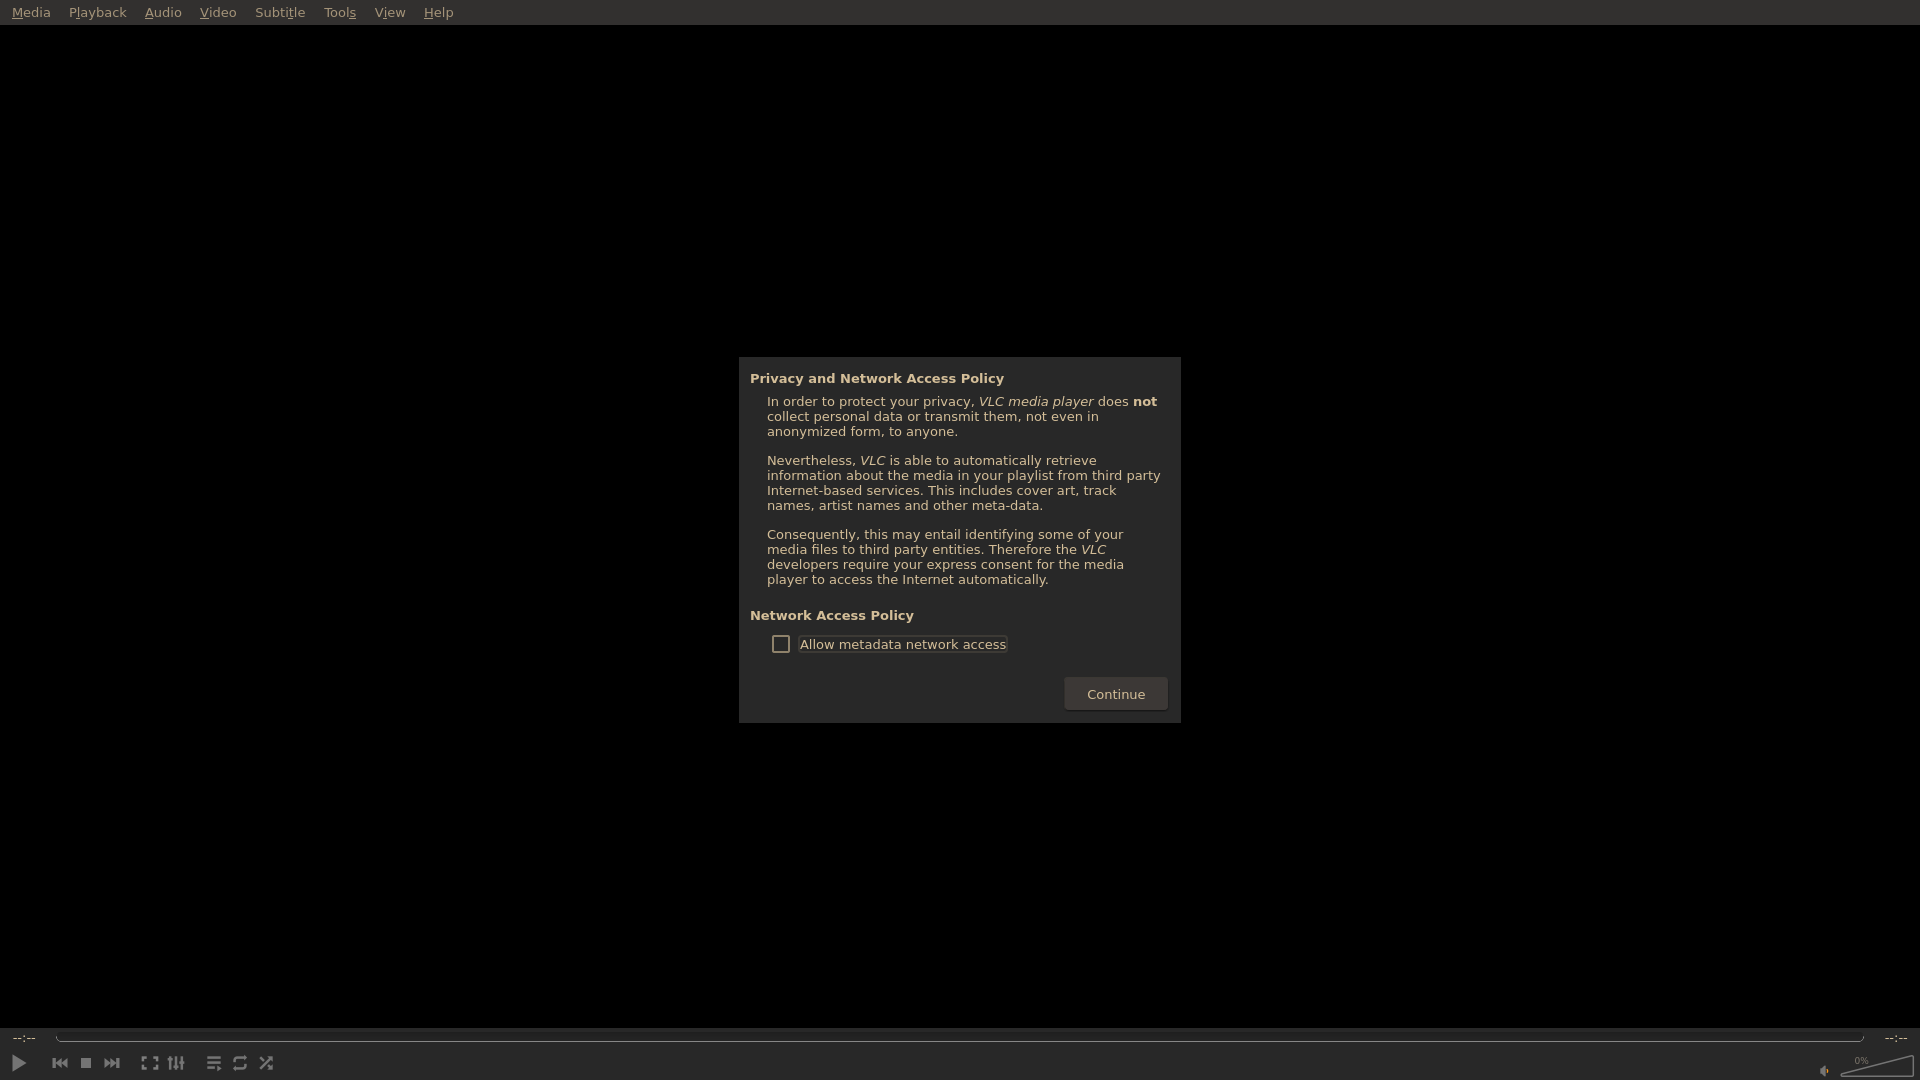 Media Playback Audio Video Subtitle Tools View Help
Privacy and Network Access Policy
In order to protect your privacy, VLC media player does not
collect personal data or transmit them, not even in
anonymized form, to anyone.
Nevertheless, VLC is able to automatically retrieve
information about the media in your playlist from third party
Internet-based services. This includes cover art, track
names, artist names and other meta-data.
Consequently, this may entail identifying some of your
media files to third party entities. Therefore the VLC
developers require your express consent for the media
player to access the Internet automatically.
Network Access Policy
Allow metadata network access
Continue
--:-- --:--
0%